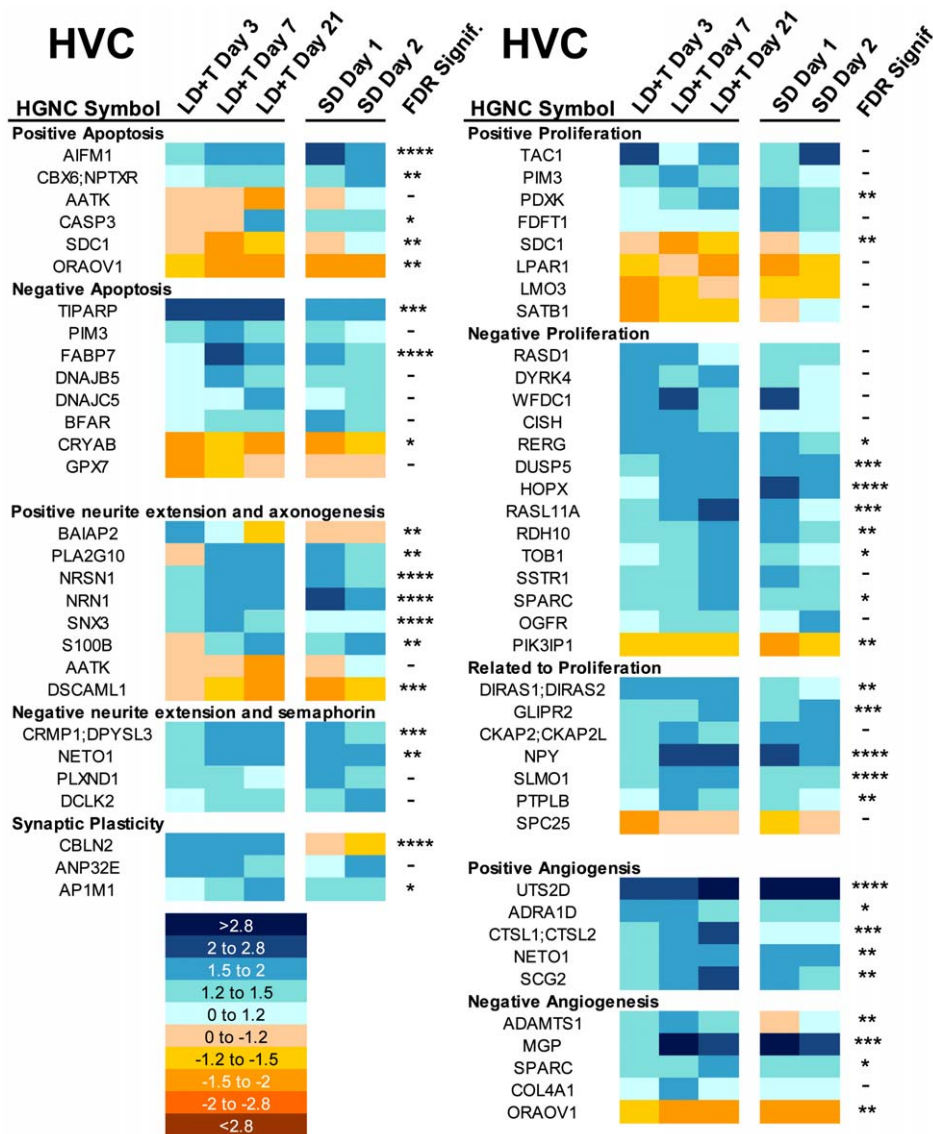 HVC
LD+T Day 3
LD+T Day 7
LD+T Day 21
SD Day 1
SD Day 2
FDR Signif.
HGNC Symbol
Positive Apoptosis
AIFM1 ****
CBX6;NPTXR **
AATK -
CASP3 *
SDC1 **
ORAOV1 **
Negative Apoptosis
TIPARP ***
PIM3 -
FABP7 ****
DNAJB5 -
DNAJC5 -
BFAR -
CRYAB *
GPX7 -
Positive neurite extension and axonogenesis
BAIAP2 **
PLA2G10 **
NRSN1 ****
NRN1 ****
SNX3 ****
S100B **
AATK -
DSCAML1 ***
Negative neurite extension and semaphorin
CRMP1;DPYSL3 ***
NETO1 **
PLXND1 -
DCLK2 -
Synaptic Plasticity
CBLN2 ****
ANP32E -
AP1M1 *
>2.8
2 to 2.8
1.5 to 2
1.2 to 1.5
0 to 1.2
0 to -1.2
-1.2 to -1.5
-1.5 to -2
-2 to -2.8
<2.8
HVC
LD+T Day 3
LD+T Day 7
LD+T Day 21
SD Day 1
SD Day 2
FDR Signif
HGNC Symbol
Positive Proliferation
TAC1 -
PIM3 -
PDXK **
FDFT1 -
SDC1 **
LPAR1 -
LMO3 -
SATB1 -
Negative Proliferation
RASD1 -
DYRK4 -
WFDC1 -
CISH -
RERG *
DUSP5 ***
HOPX ****
RASL11A ***
RDH10 **
TOB1 *
SSTR1 -
SPARC *
OGFR -
PIK3IP1 **
Related to Proliferation
DIRAS1;DIRAS2 **
GLIPR2 ***
CKAP2;CKAP2L -
NPY ****
SLMO1 ****
PTPLB **
SPC25 -
Positive Angiogensis
UTS2D ****
ADRA1D *
CTSL1;CTSL2 ***
NETO1 **
SCG2 **
Negative Angiogenesis
ADAMTS1 **
MGP ***
SPARC *
COL4A1 -
ORAOV1 **